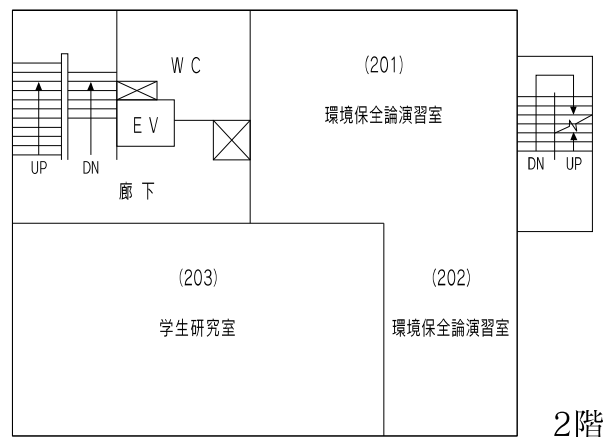 WC
(201)
環境保全論演習室
EV
UP
DN
DN
UP
廊下
(203)
学生研究室
(202)
環境保全論演習室
2階